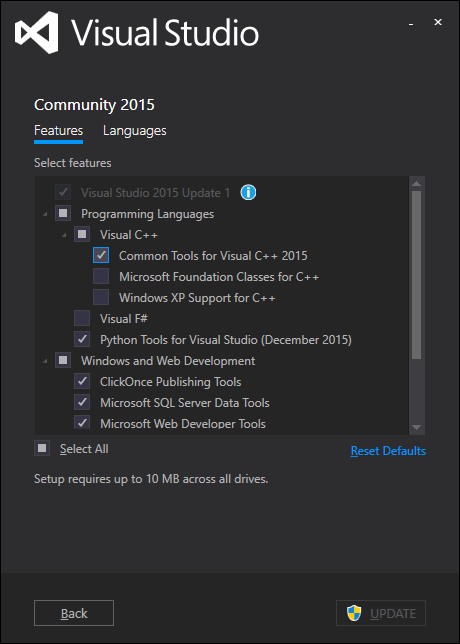 Visual Studio
Community 2015
Features Languages
Select features
Visual Studio 2015 Update 1
Programming Languages
Visual C++
Common Tools for Visual C++ 2015
Microsoft Foundation Classes for C++
Windows XP Support for C++
Visual F#
Python Tools for Visual Studio (December 2015)
Windows and Web Development
ClickOnce Publishing Tools
Microsoft SQL Server Data Tools
Microsoft Web Developer Tools
Select All Reset Defaults
Setup requires up to 10 MB across all drives.
Back UPDATE